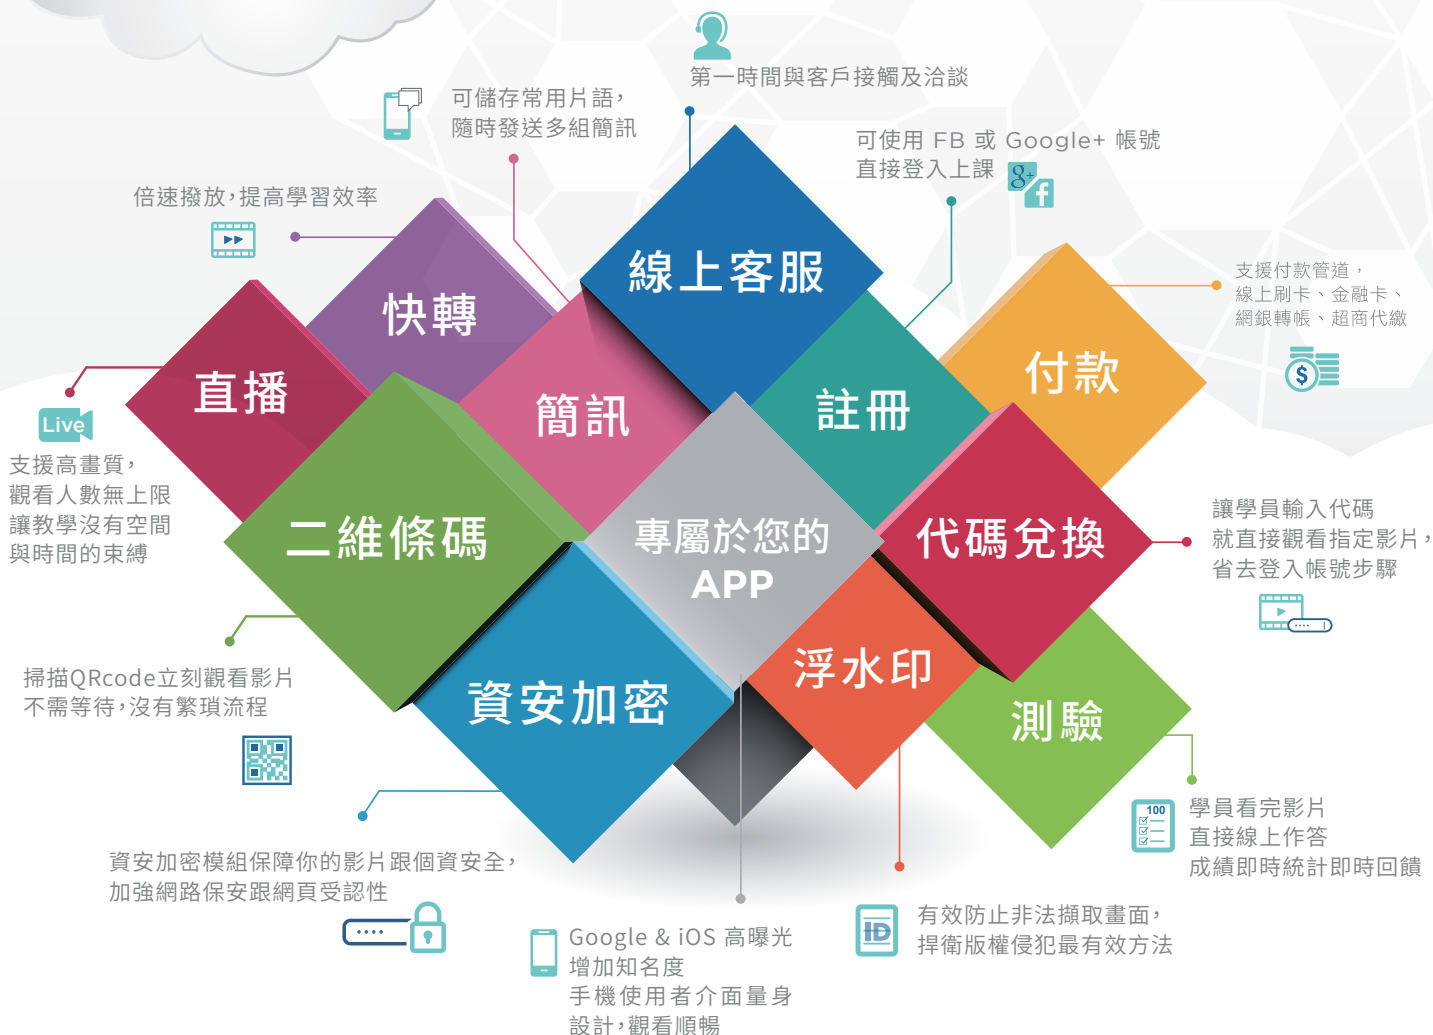 第一時間與客戶接觸及洽談
可儲存常用片語，
隨時發送多組簡訊
可使用 FB 或 Google+ 帳號
直接登入上課
g+
f
倍速撥放，提高學習效率
線上客服
快轉
支援付款管道，
線上刷卡、金融卡、
網銀轉帳、超商代繳
$
直播
簡訊
註冊
付款
Live
支援高畫質，
觀看人數無上限
讓教學沒有空間
與時間的束縛
二維條碼
專屬於您的
APP
代碼兌換
讓學員輸入代碼
就直接觀看指定影片，
省去登入帳號步驟
掃描QRcode立刻觀看影片
不需等待，沒有繁瑣流程
資安加密
浮水印
測驗
100
學員看完影片
直接線上作答
成績即時統計即時回饋
資安加密模組保障你的影片跟個資安全，
加強網路保安跟網頁受認性
ID
有效防止非法擷取畫面，
捍衛版權侵犯最有效方法
Google & iOS 高曝光
增加知名度
手機使用者介面量身
設計，觀看順暢